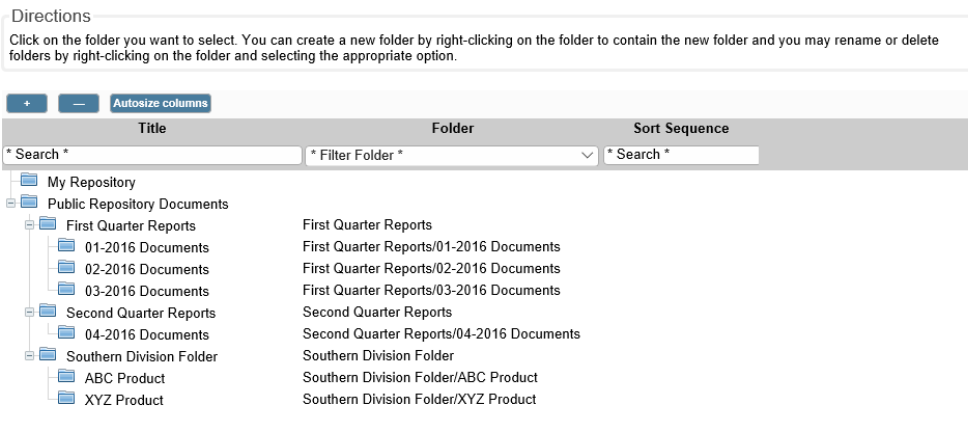 Directions
Click on the folder you want to select. You can create a new folder by right-clicking on the folder to contain the new folder and you may rename or delete
folders by right-clicking on the folder and selecting the appropriate option.
+ — Autosize columns
Title Folder Sort Sequence
* Search * * Filter Folder * * Search *
My Repository
Public Repository Documents
First Quarter Reports First Quarter Reports
01-2016 Documents First Quarter Reports/01-2016 Documents
02-2016 Documents First Quarter Reports/02-2016 Documents
03-2016 Documents First Quarter Reports/03-2016 Documents
Second Quarter Reports Second Quarter Reports
04-2016 Documents Second Quarter Reports/04-2016 Documents
Southern Division Folder Southern Division Folder
ABC Product Southern Division Folder/ABC Product
XYZ Product Southern Division Folder/XYZ Product